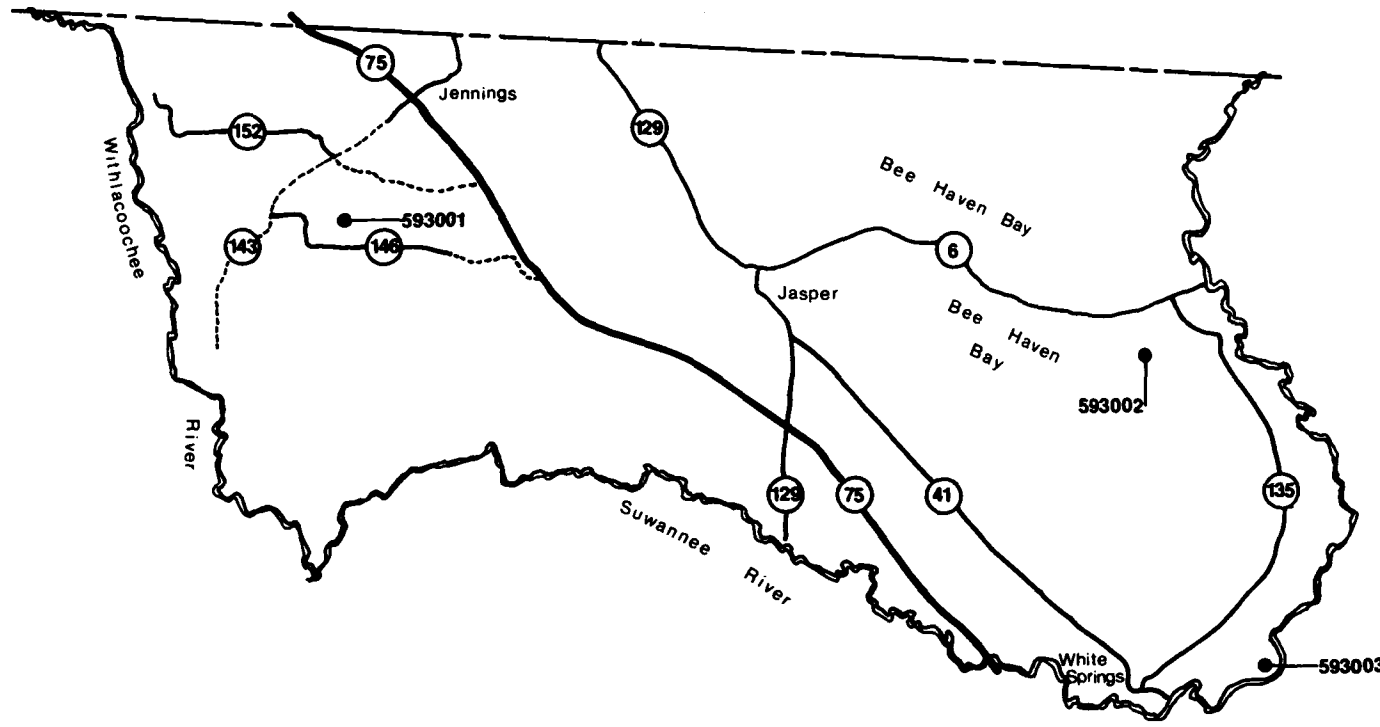 75
Jennings
152
129
Withlacoochee
River
593001
143
146
Bee Haven Bay
6
Jasper
Bee Haven
Bay
593002
129
75
41
135
Suwannee River
White
Springs
593003